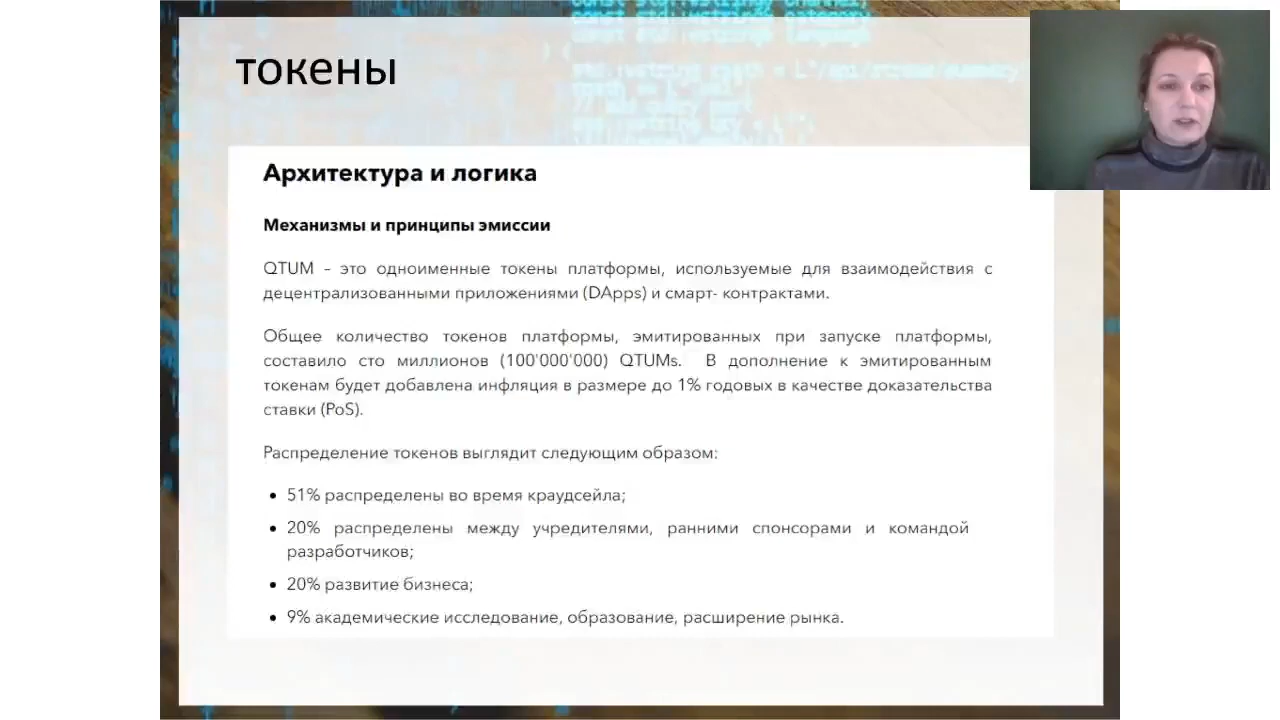 токены
Архитектура и логика
Механизмы и принципы эмиссии
QTUM – это одноименные токены платформы, используемые для взаимодействия с
децентрализованными приложениями (DApps) и смарт- контрактами.
Общее количество токенов платформы, эмитированных при запуске платформы,
составило сто миллионов (100'000'000) QTUMs. В дополнение к эмитированным
токенам будет добавлена инфляция в размере до 1% годовых в качестве доказательства
ставки (PoS).
Распределение токенов выглядит следующим образом:
• 51% распределены во время краудсейла;
• 20% распределены между учредителями, ранними спонсорами и командой
разработчиков;
• 20% развитие бизнеса;
• 9% академические исследование, образование, расширение рынка.